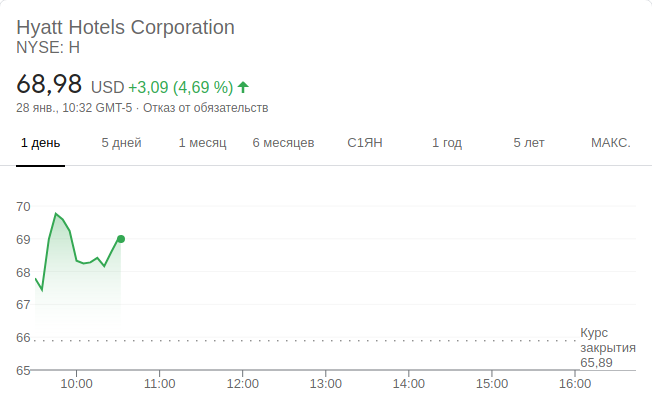 Hyatt Hotels Corporation
NYSE: H
68,98 USD +3,09 (4,69 %)
28 янв., 10:32 GMT-5 · Отказ от обязательств
1 день 5 дней 1 месяц 6 месяцев С1ЯН 1 год 5 лет МАКС.
70
69
68
67
66
Курс
закрытия
65,89
65
10:00 11:00 12:00 13:00 14:00 15:00 16:00